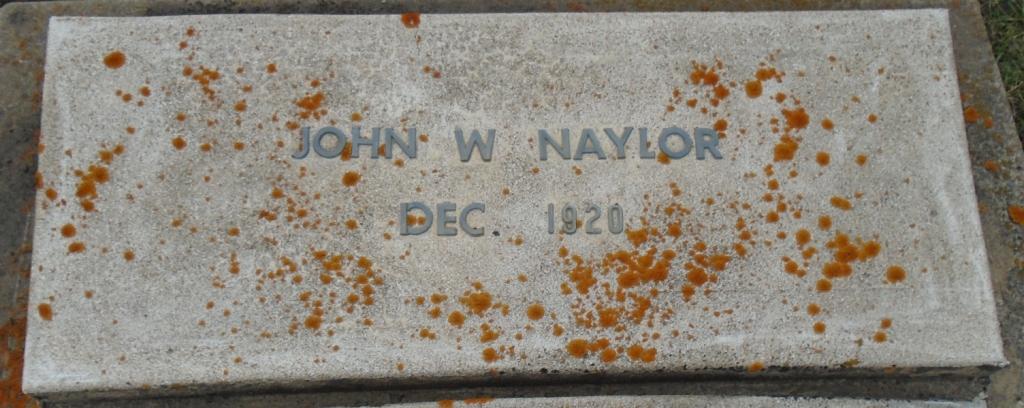 JOHN W NAYLOR
DEC. 1920